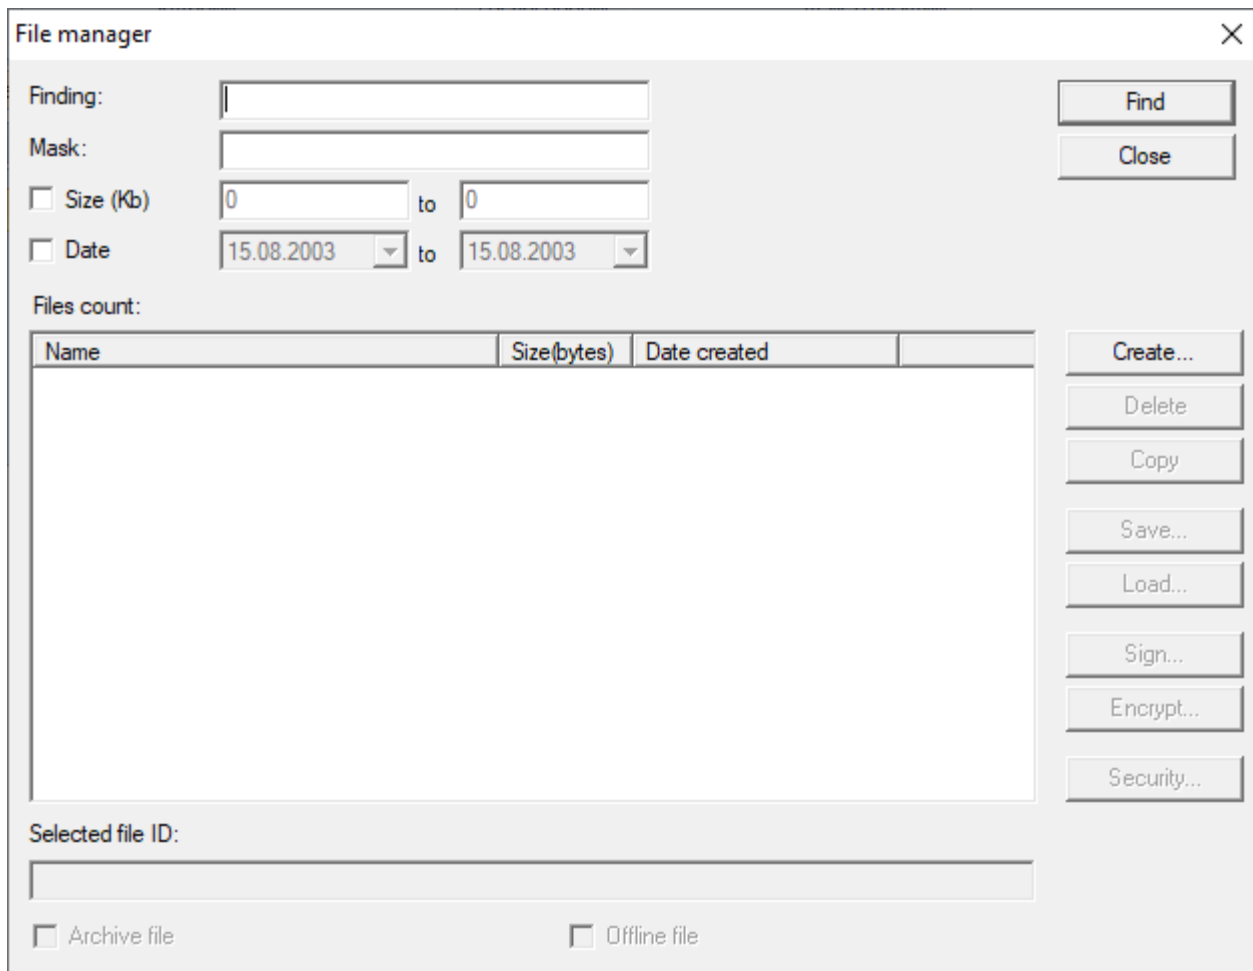 File manager
Finding:
Find
Mask:
Close
Size (Kb) 0 to 0
Date 15.08.2003 to 15.08.2003
Files count:
Name Size(bytes) Date created
Create...
Delete
Copy
Save...
Load...
Sign...
Encrypt...
Security...
Selected file ID:
Archive file Offline file